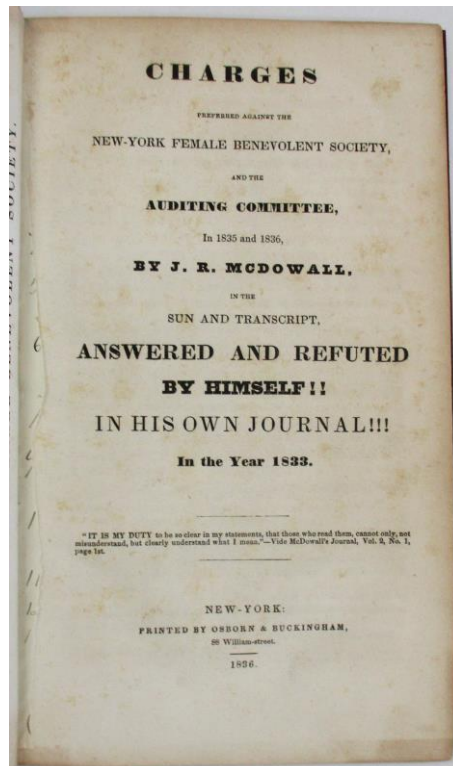 CHARGES
PREFERRED AGAINST THE
NEW-YORK FEMALE BENEVOLENT SOCIETY,
AND THE
AUDITING COMMITTEE,
In 1835 and 1836,
BY J. R. MCDOWALL,
IN THE
SUN AND TRANSCRIPT,
ANSWERED AND REFUTED
BY HIMSELF!!
IN HIS OWN JOURNAL!!!
In the Year 1833.
"IT IS MY DUTY to be so clear in my statements, that those who read them, cannot only, not
misunderstand, but clearly understand what I mean."—Vide McDowall's Journal, Vol. 2, No. 1,
page 1st.
NEW-YORK:
PRINTED BY OSBORN & BUCKINGHAM,
88 William-street.
1836.